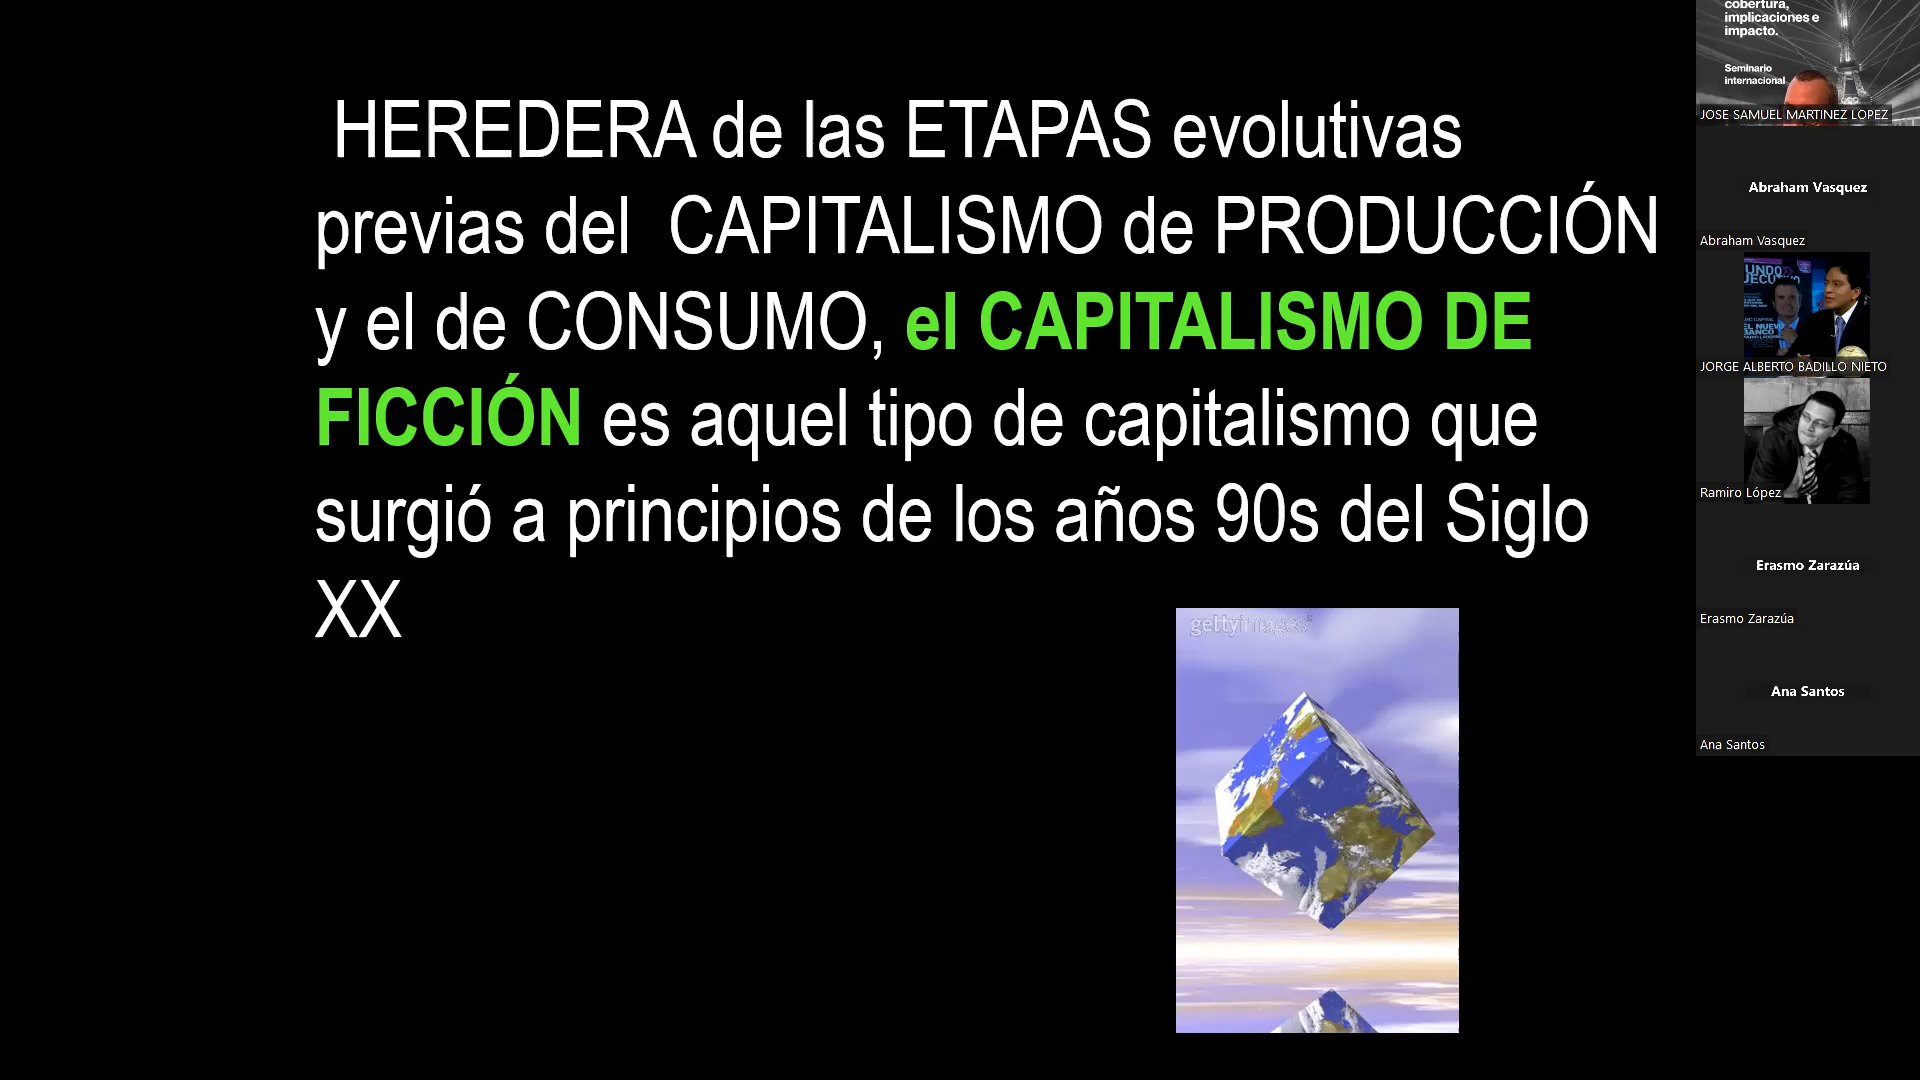 HEREDERA de las ETAPAS evolutivas
previas del CAPITALISMO de PRODUCCIÓN
y el de CONSUMO, el CAPITALISMO DE
FICCIÓN es aquel tipo de capitalismo que
surgió a principios de los años 90s del Siglo
XX
gettyimages
cobertura,
implicaciones e
impacto.
Seminario
internacional
JOSE SAMUEL MARTINEZ LOPEZ
Abraham Vasquez
Abraham Vasquez
JORGE ALBERTO BADILLO NIETO
Ramiro López
Erasmo Zarazúa
Erasmo Zarazúa
Ana Santos
Ana Santos